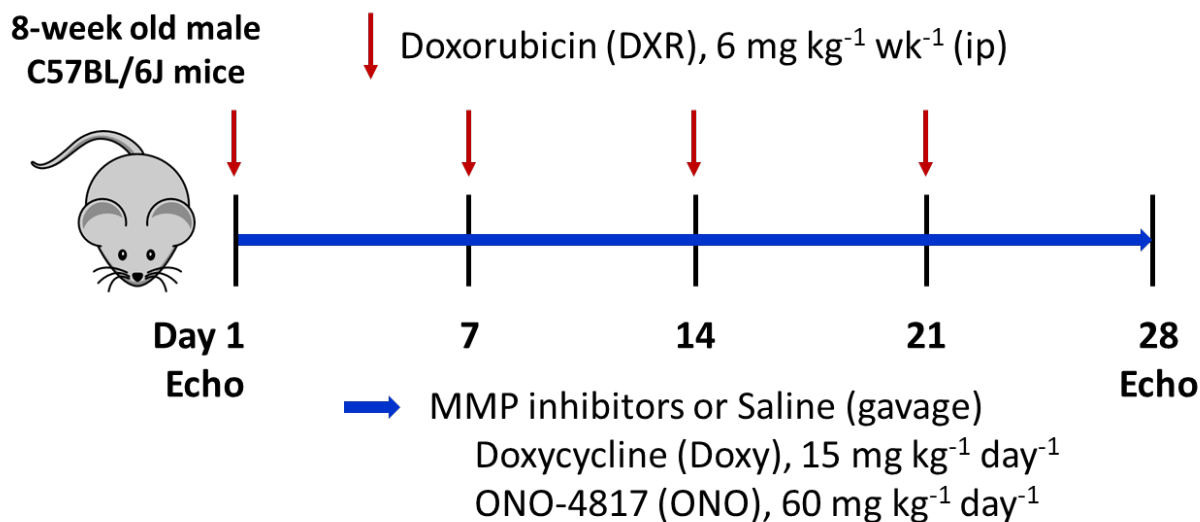 8-week old male
C57BL/6J mice
Doxorubicin (DXR), 6 mg kg⁻¹ wk⁻¹ (ip)
Day 1
Echo
7
14
21
28
Echo
MMP inhibitors or Saline (gavage)
Doxycycline (Doxy), 15 mg kg⁻¹ day⁻¹
ONO-4817 (ONO), 60 mg kg⁻¹ day⁻¹